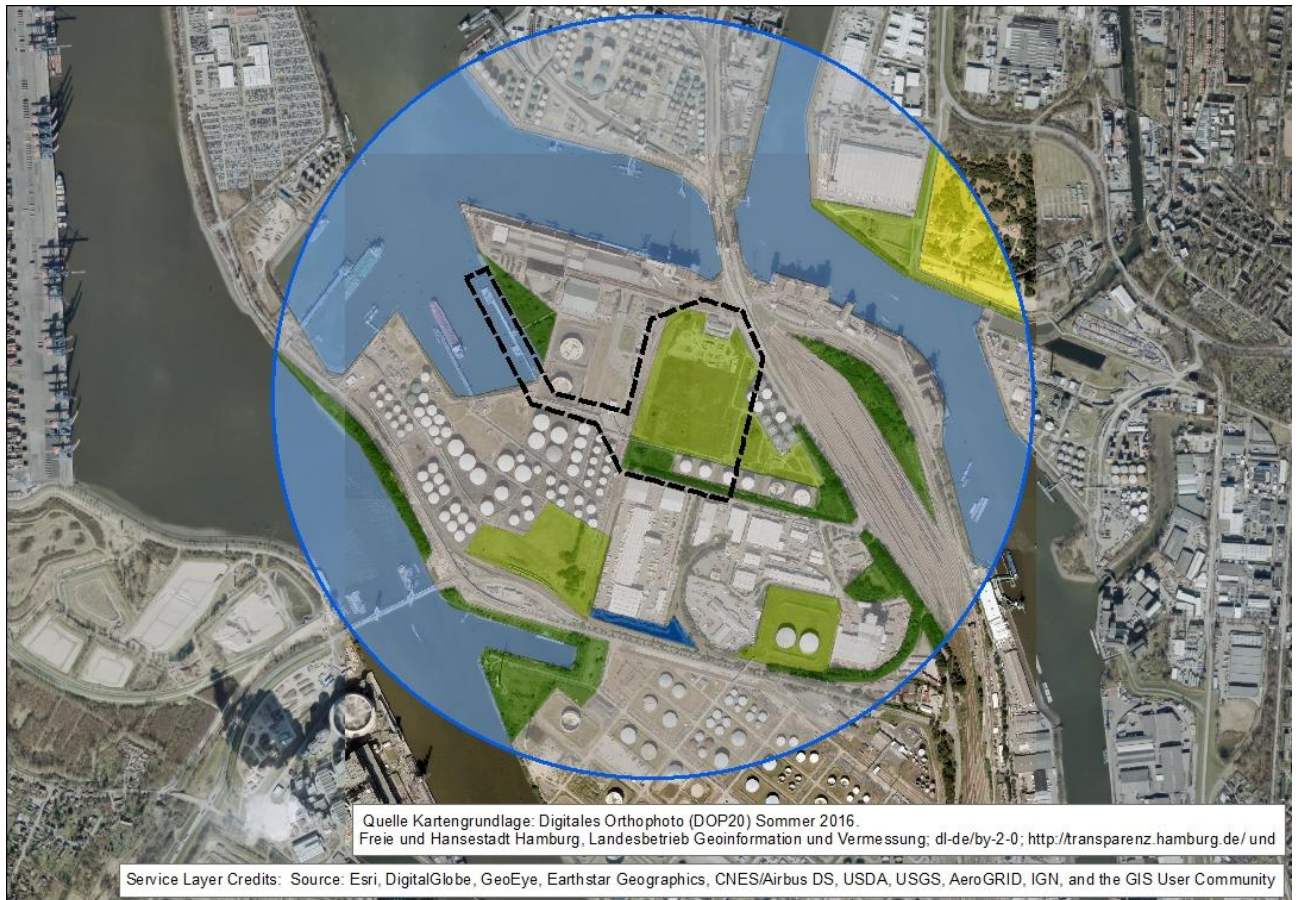 Quelle Kartengrundlage: Digitales Orthophoto (DOP20) Sommer 2016.
Freie und Hansestadt Hamburg, Landesbetrieb Geoinformation und Vermessung; dl-de/by-2-0; http://transparenz.hamburg.de/ und
Service Layer Credits: Source: Esri, DigitalGlobe, GeoEye, Earthstar Geographics, CNES/Airbus DS, USDA, USGS, AeroGRID, IGN, and the GIS User Community